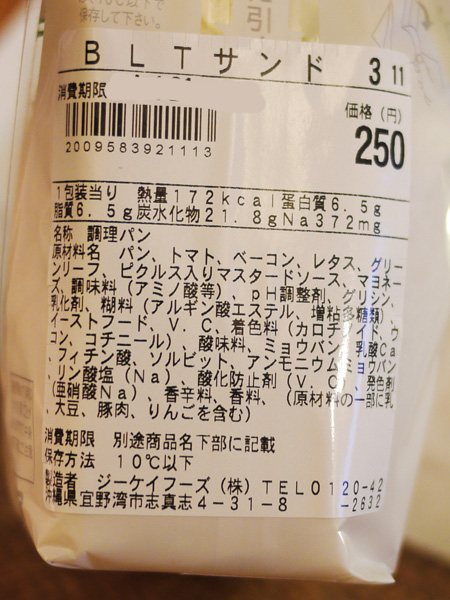 保存して下さい。
引
BLTサンド 3 11
消費期限
価格(円)
250
2009583921113
1包装当り 熱量172kcal蛋白質6.5g
脂質6.5g炭水化物21.8gNa372mg
名称 調理パン
原材料名 パン、トマト、ベーコン、レタス、グリー
ンリーフ、ピクルス入りマスタードソース、マヨネー
ズ、調味料(アミノ酸等)pH調整剤、グリシン、
乳化剤、糊料(アルギン酸エステル、増粘多糖類)
イーストフード、V.C、着色料(カロチノイド、ウ
コン、コチニール)、酸味料、ミョウバン、乳酸Ca
、フィチン酸、ソルビット、アンモニウムミョウバン
、リン酸塩(Na)、酸化防止剤(V.C)、発色剤
(亜硝酸Na)、香辛料、香料、(原材料の一部に乳
、大豆、豚肉、りんごを含む)
消費期限 別途商品名下部に記載
保存方法 10℃以下
製造者 ジーケイフーズ(株)TEL0120-42
沖縄県宜野湾市志真志4-31-8 -2632